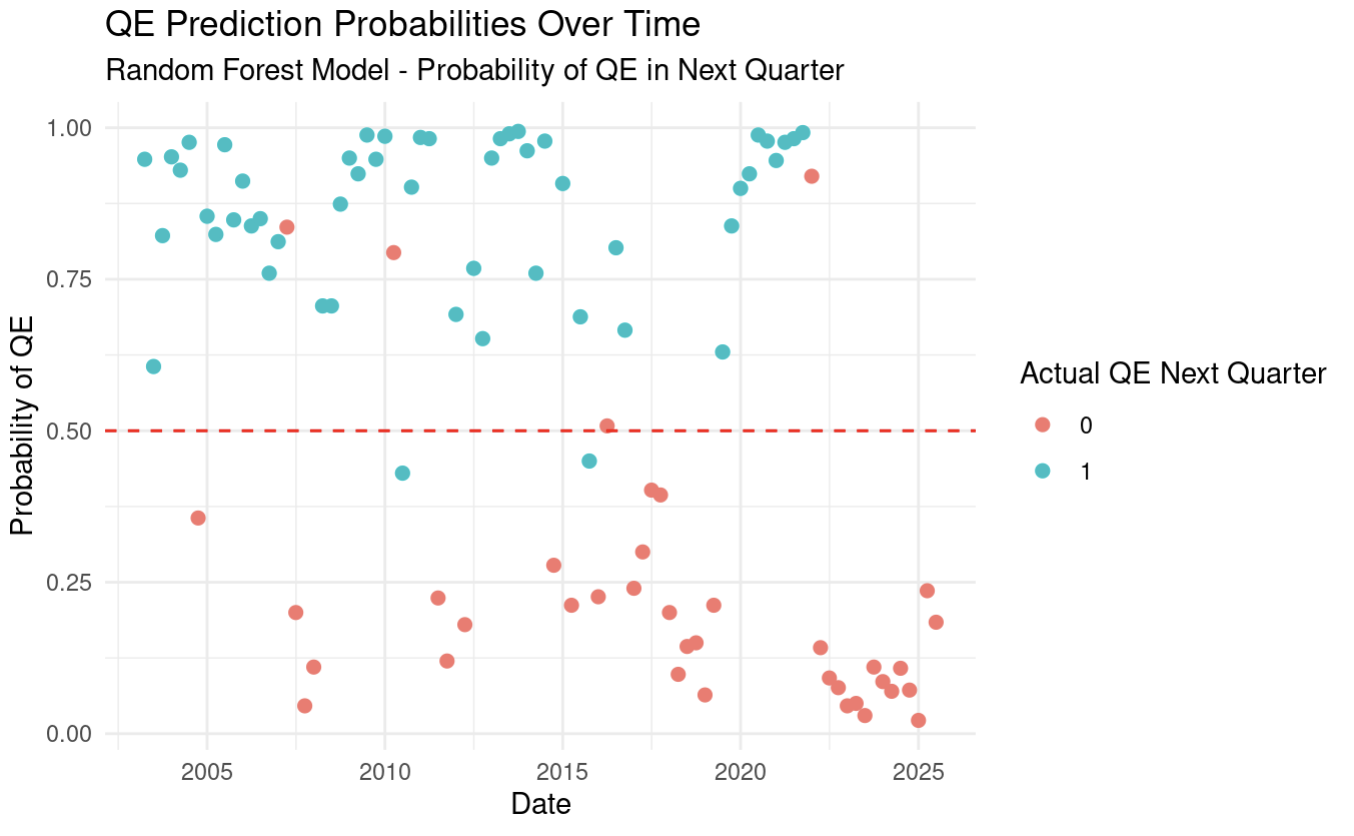 QE Prediction Probabilities Over Time
Random Forest Model - Probability of QE in Next Quarter
Probability of QE
1.00
0.75
0.50
0.25
0.00
2005 2010 2015 2020 2025
Date
Actual QE Next Quarter
0
1